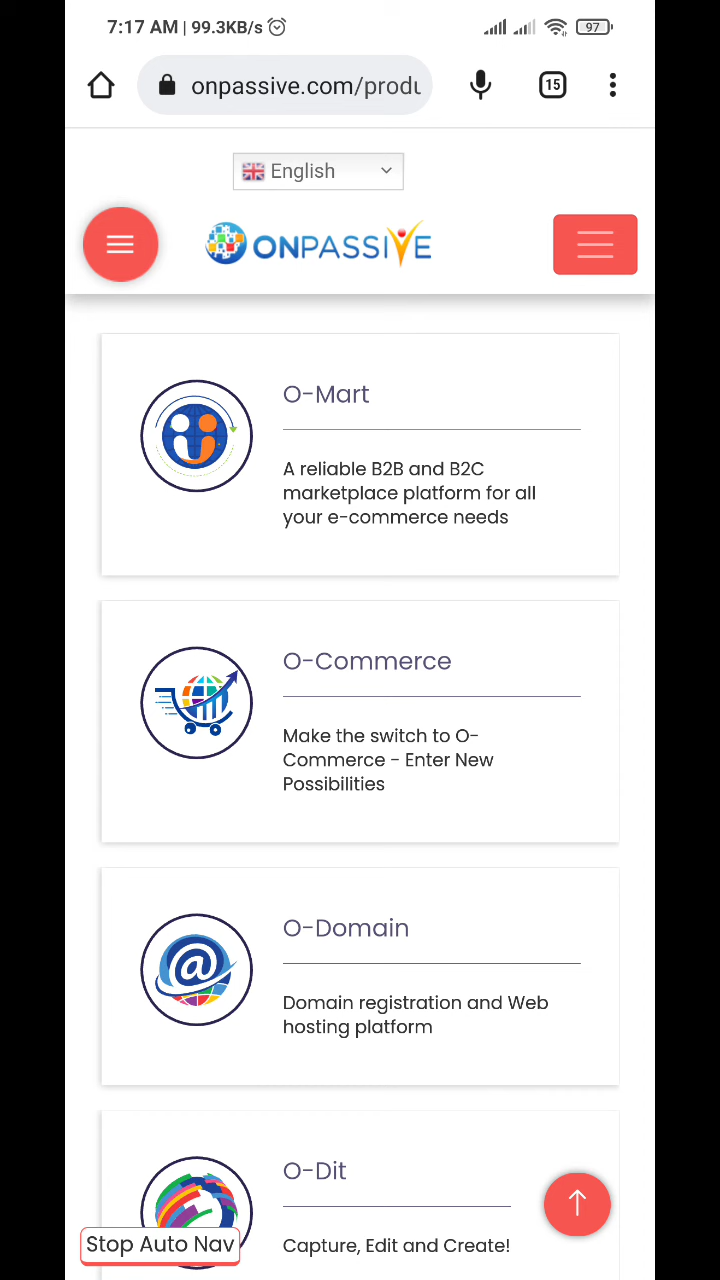 7:17 AM | 99.3KB/s
97
onpassive.com/produ
15
English
ONPASSIVE
O-Mart
A reliable B2B and B2C
marketplace platform for all
your e-commerce needs
O-Commerce
Make the switch to O-
Commerce - Enter New
Possibilities
O-Domain
Domain registration and Web
hosting platform
O-Dit
Capture, Edit and Create!
Stop Auto Nav